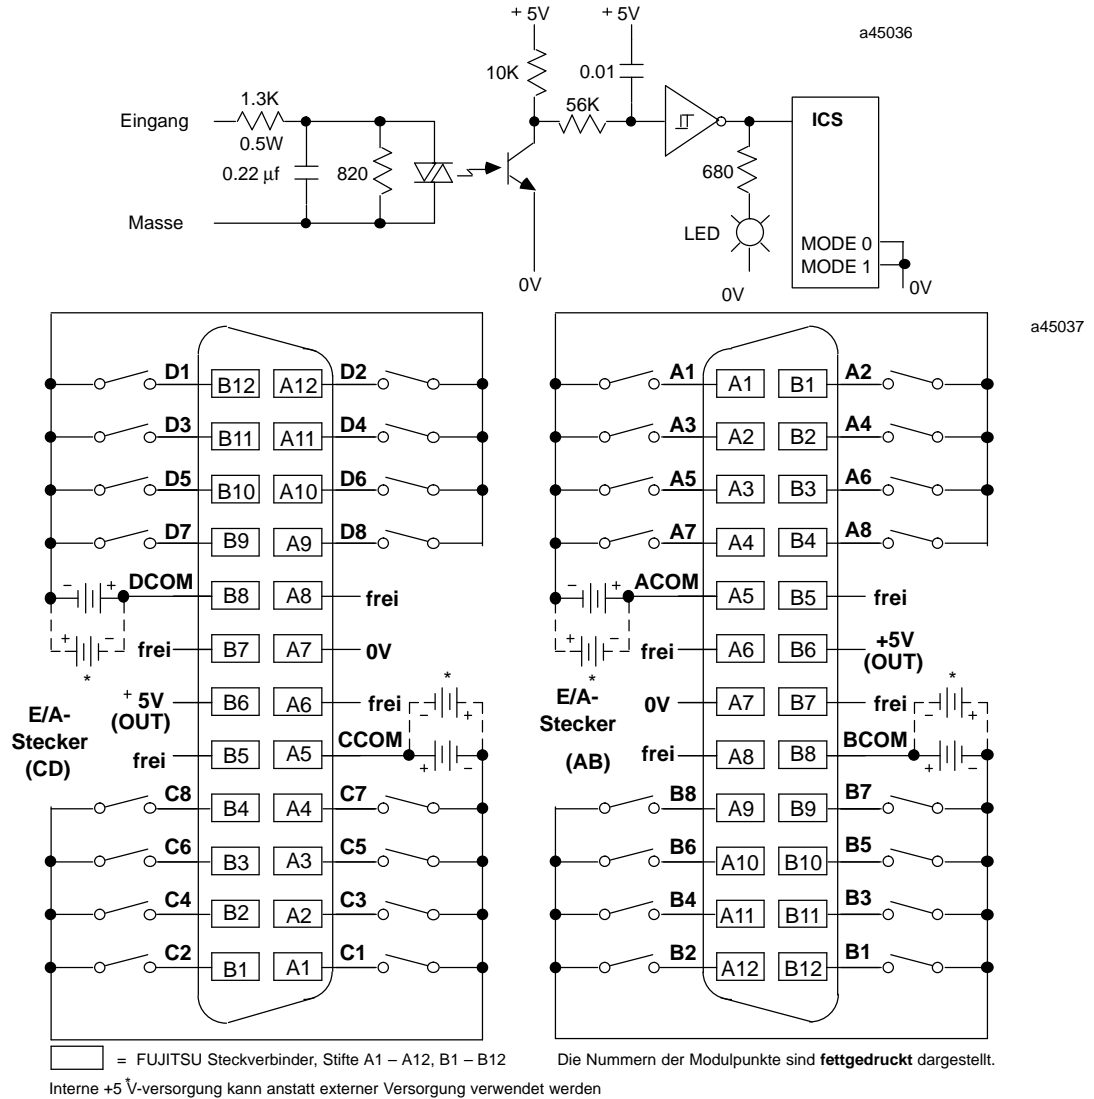 + 5V + 5V
a45036
10K 0.01
1.3K 56K
Eingang ICS
0.5W
0.22 μf 820 680
Masse LED
MODE 0
MODE 1
0V 0V 0V
a45037
D1 B12 A12 D2
D3 B11 A11 D4
D5 B10 A10 D6
D7 B9 A9 D8
− + DCOM B8 A8 frei
+ − frei B7 A7 0V
*
+ 5V (OUT) B6 A6 frei
*
− +
E/A-
Stecker
(CD)
frei B5 A5 CCOM
+ −
C8 B4 A4 C7
C6 B3 A3 C5
C4 B2 A2 C3
C2 B1 A1 C1
A1 A1 B1 A2
A3 A2 B2 A4
A5 A3 B3 A6
A7 A4 B4 A8
− + ACOM A5 B5 frei
+ − frei A6 B6 +5V (OUT)
*
0V A7 B7 frei
*
− +
E/A-
Stecker
(AB)
frei A8 B8 BCOM
+ −
B8 A9 B9 B7
B6 A10 B10 B5
B4 A11 B11 B3
B2 A12 B12 B1
= FUJITSU Steckverbinder, Stifte A1 – A12, B1 – B12
Die Nummern der Modulpunkte sind fettgedruckt dargestellt.
*
Interne +5 V-versorgung kann anstatt externer Versorgung verwendet werden